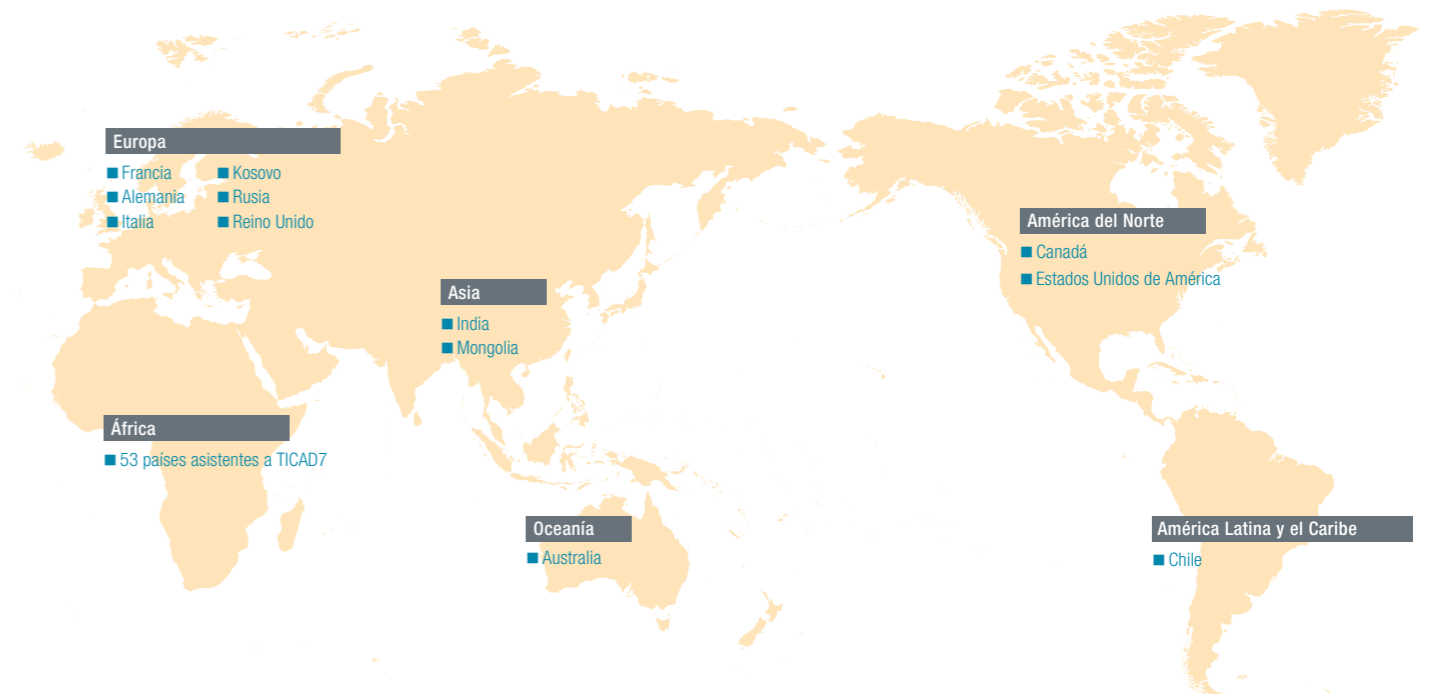 Europa
■ Francia
■ Alemania
■ Italia
■ Kosovo
■ Rusia
■ Reino Unido
América del Norte
■ Canadá
■ Estados Unidos de América
Asia
■ India
■ Mongolia
África
■ 53 países asistentes a TICAD7
Oceanía
■ Australia
América Latina y el Caribe
■ Chile